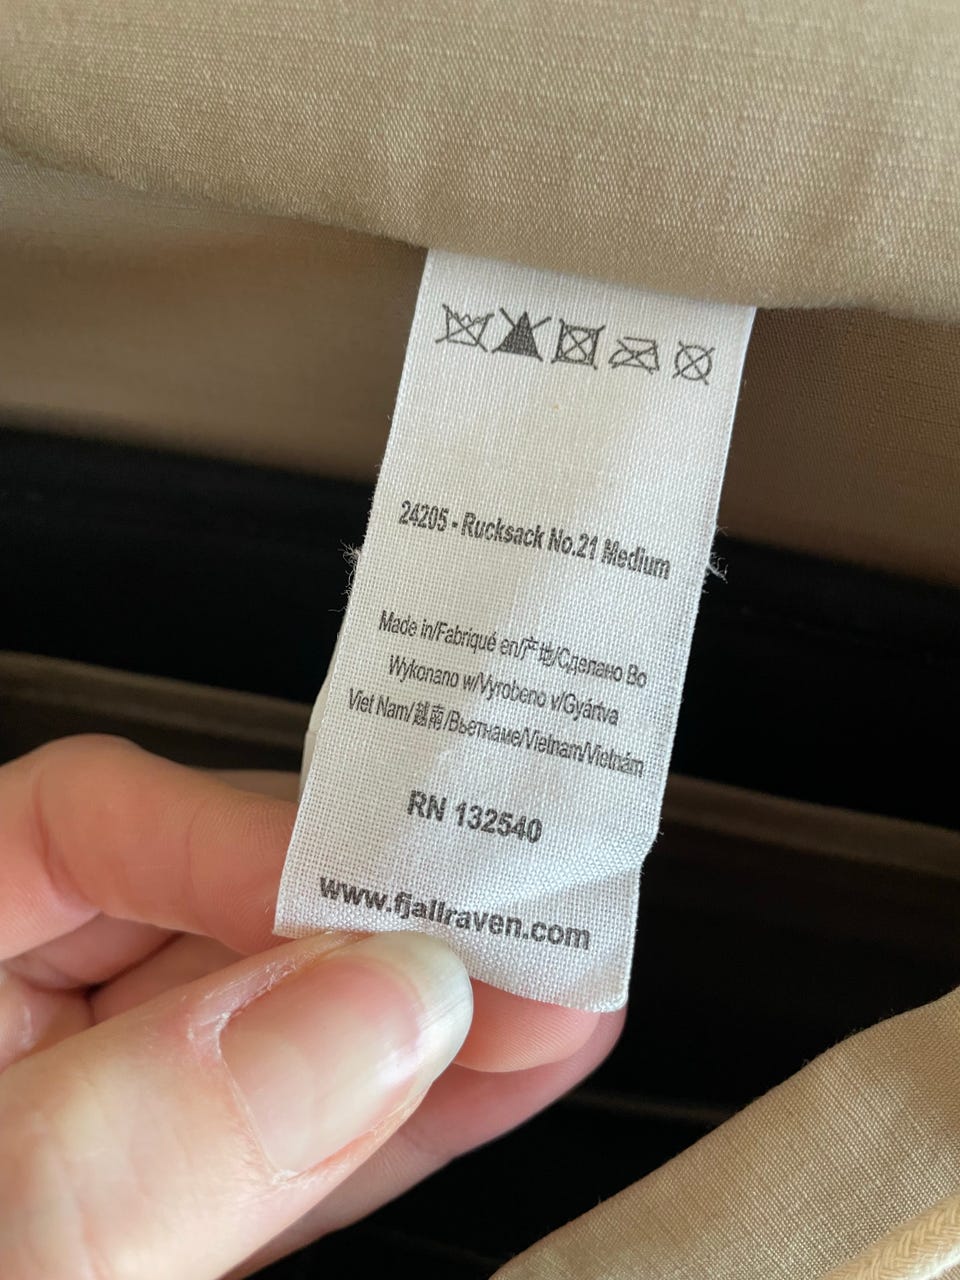 24205 - Rucksack No.21 Medium
Made in/Fabriqué en/产地/Сделано Во
Wykonano w/Vyrobeno v/Gyártva
Viet Nam/越南/Вьетнаме/Vietnam/Vietnám
RN 132540
www.fjallraven.com